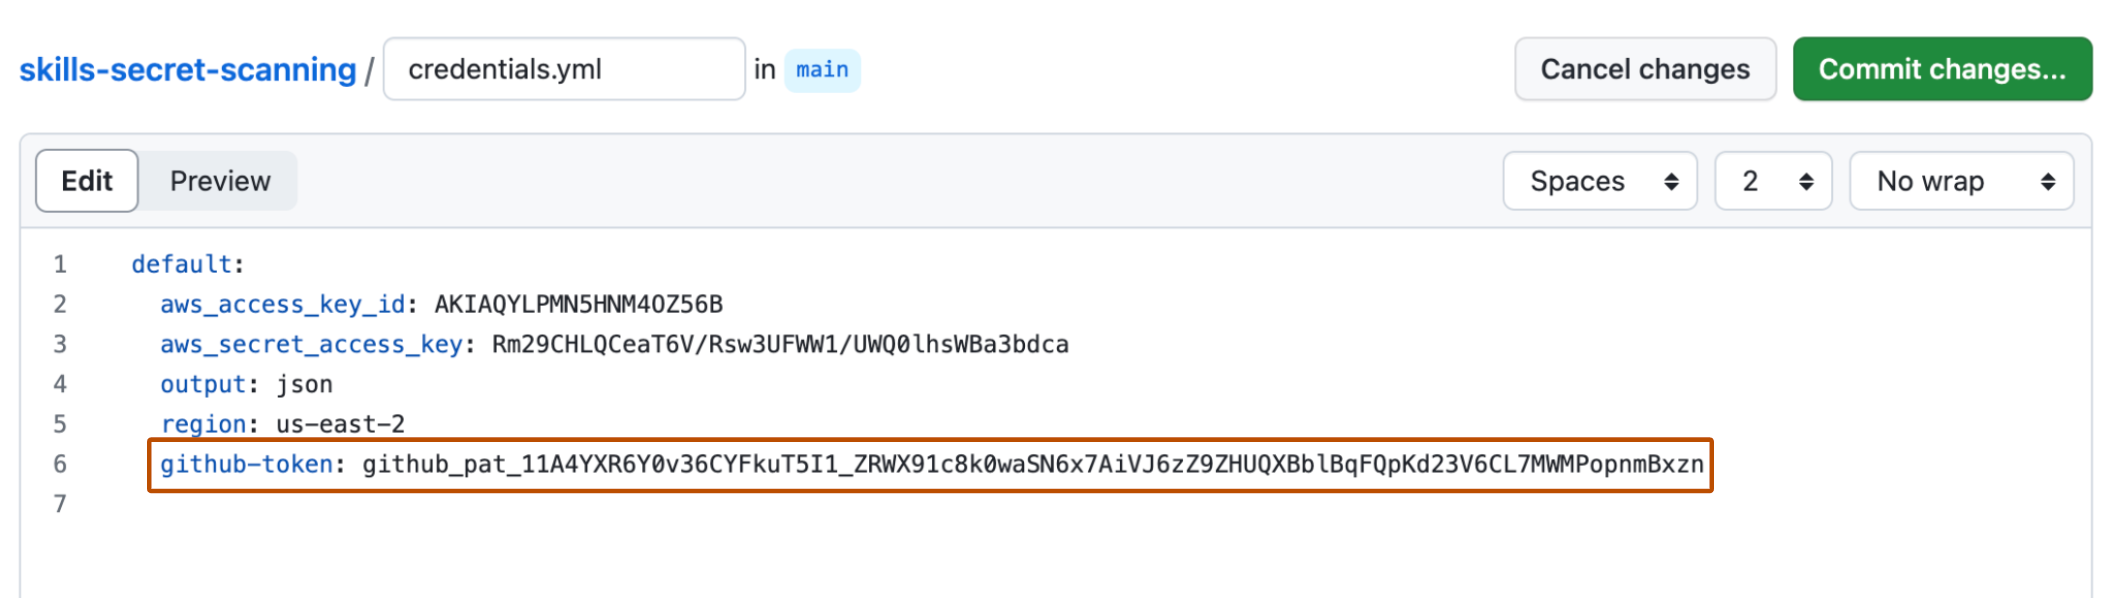 skills-secret-scanning / credentials.yml in main Cancel changes Commit changes...
Edit Preview Spaces 2 No wrap
1 default:
2 aws_access_key_id: AKIAQYLPMN5HNM4OZ56B
3 aws_secret_access_key: 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
4 output: json
5 region: us-east-2
6 github-token: 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
7